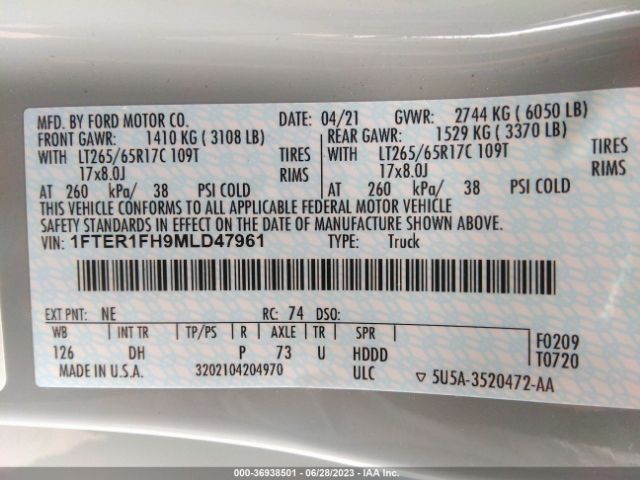 MFD. BY FORD MOTOR CO. DATE: 04/21 GVWR: 2744 KG ( 6050 LB)
FRONT GAWR: 1410 KG ( 3108 LB) REAR GAWR: 1529 KG ( 3370 LB)
WITH LT265/65R17C 109T TIRES WITH LT265/65R17C 109T TIRES
17x8.0J RIMS 17x8.0J RIMS
AT 260 kPa/ 38 PSI COLD AT 260 kPa/ 38 PSI COLD
THIS VEHICLE CONFORMS TO ALL APPLICABLE FEDERAL MOTOR VEHICLE
SAFETY STANDARDS IN EFFECT ON THE DATE OF MANUFACTURE SHOWN ABOVE.
VIN: 1FTER1FH9MLD47961 TYPE: Truck
EXT PNT: NE RC: 74 DSO:
WB INT TR TP/PS R AXLE TR SPR F0209
126 DH P 73 U HDDD T0720
MADE IN U.S.A. 3202104204970 ULC ▽ 5U5A-3520472-AA
000-36938501 - 06/28/2023 - IAA Inc.